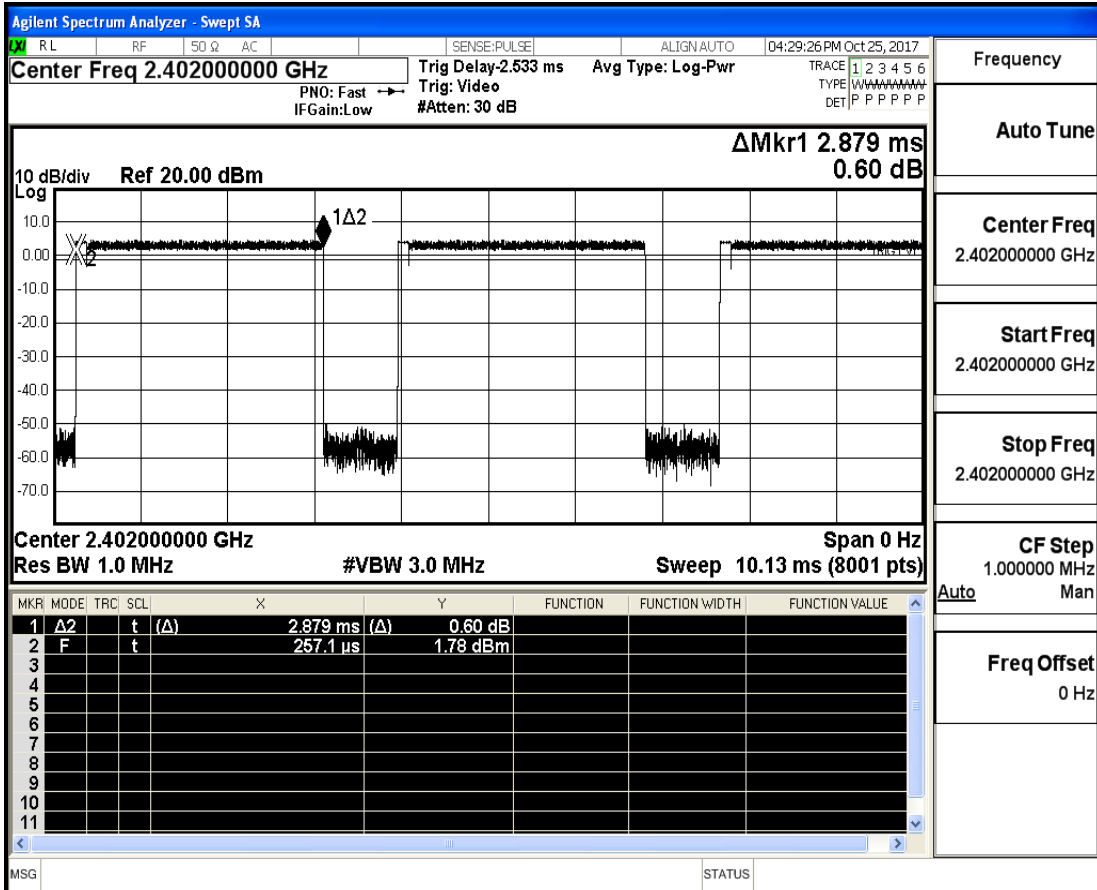 Agilent Spectrum Analyzer - Swept SA
LXI RL RF 50 Ω AC SENSE:PULSE ALIGN AUTO 04:29:26 PM Oct 25, 2017
Center Freq 2.402000000 GHz
PNO: Fast
IFGain:Low
Trig Delay-2.533 ms
Trig: Video
#Atten: 30 dB
Avg Type: Log-Pwr
TRACE 1 2 3 4 5 6
TYPE
DET P P P P P P
ΔMkr1 2.879 ms
0.60 dB
10 dB/div Ref 20.00 dBm
Log
1Δ2
10.0
0.00
2
-10.0
-20.0
-30.0
-40.0
-50.0
-60.0
-70.0
Center 2.402000000 GHz Span 0 Hz
Res BW 1.0 MHz #VBW 3.0 MHz Sweep 10.13 ms (8001 pts)
MKR MODE TRC SCL X Y FUNCTION FUNCTION WIDTH FUNCTION VALUE
1 Δ2 t (Δ) 2.879 ms (Δ) 0.60 dB
2 F t 257.1 µs 1.78 dBm
3
4
5
6
7
8
9
10
11
MSG STATUS
Frequency
Auto Tune
Center Freq
2.402000000 GHz
Start Freq
2.402000000 GHz
Stop Freq
2.402000000 GHz
CF Step
1.000000 MHz
Auto Man
Freq Offset
0 Hz